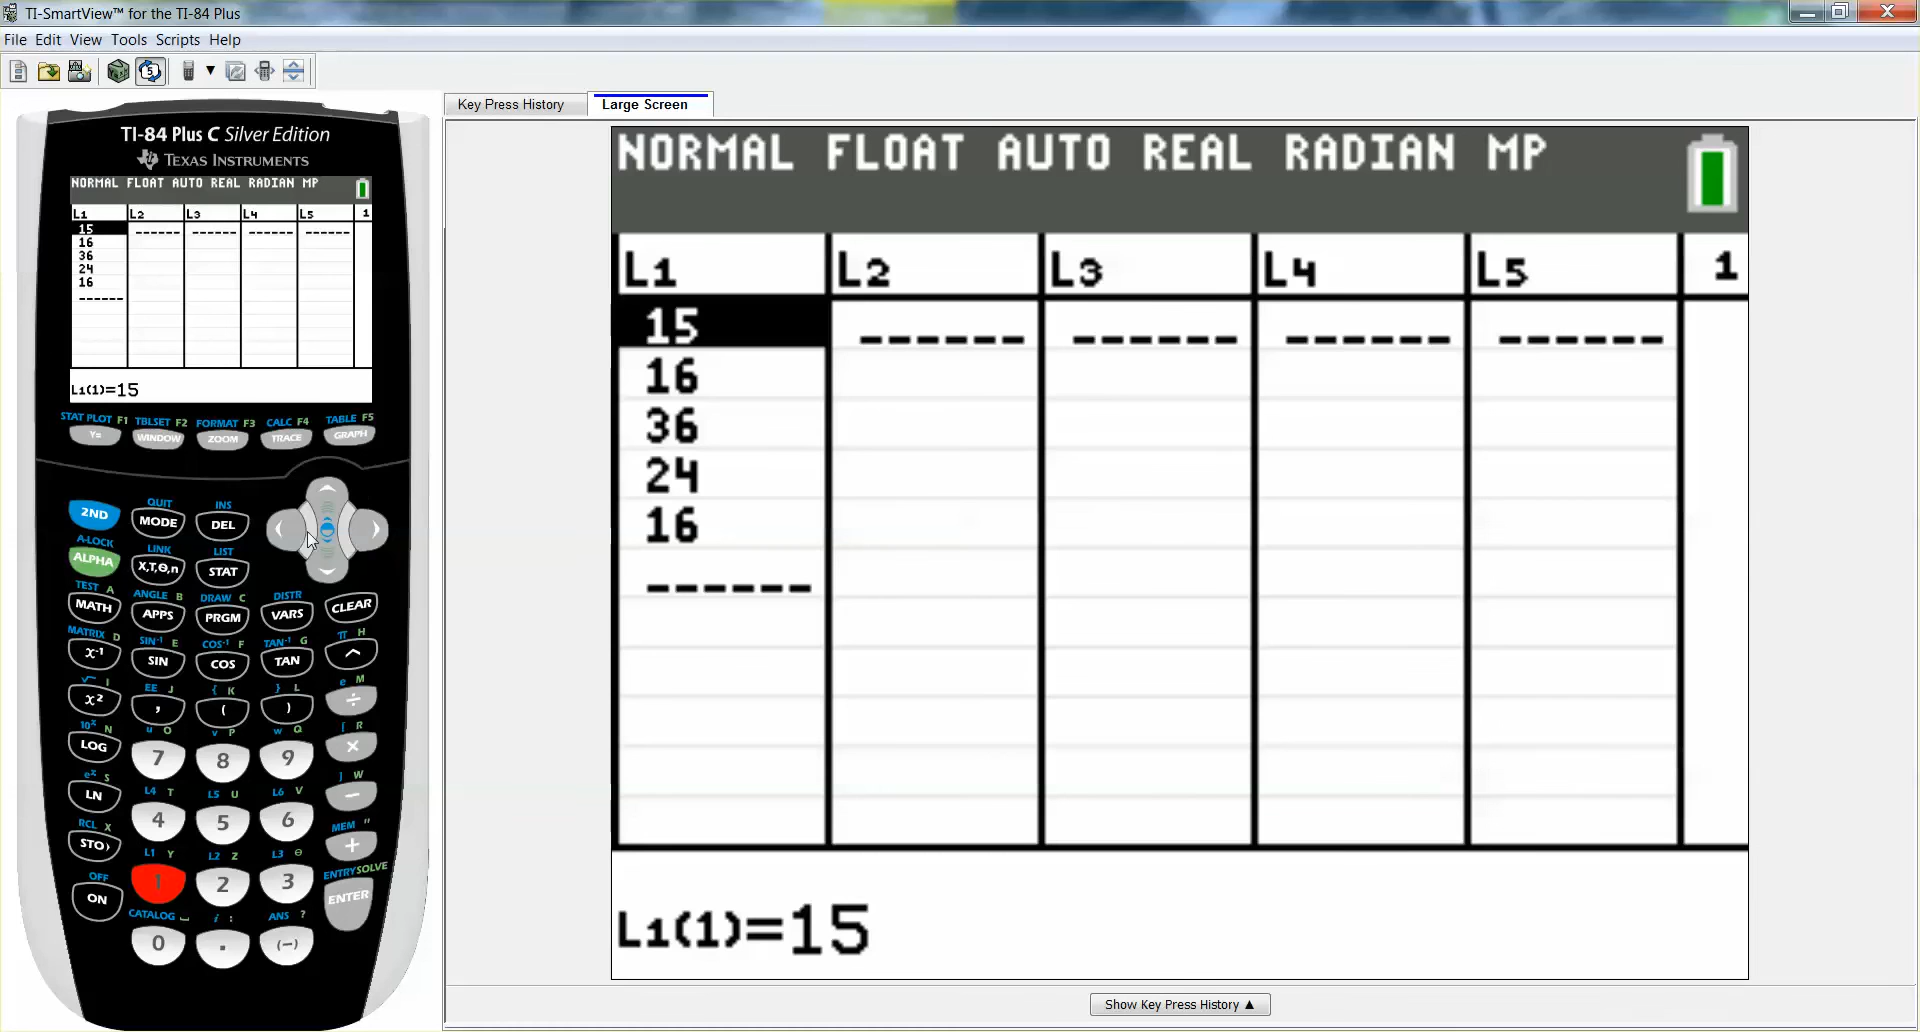 TI-SmartView™ for the TI-84 Plus
File Edit View Tools Scripts Help
Key Press History Large Screen
TI-84 Plus C Silver Edition
TEXAS INSTRUMENTS
NORMAL FLOAT AUTO REAL RADIAN MP
L1 L2 L3 L4 L5 1
15
16
36
24
16
L1(1)=15
STAT PLOT F1 TBLSET F2 FORMAT F3 CALC F4 TABLE F5
Y= WINDOW ZOOM TRACE GRAPH
QUIT INS
2ND MODE DEL
A-LOCK LINK LIST
ALPHA X,T,Θ,n STAT
TEST A ANGLE B DRAW C DISTR
MATH APPS PRGM VARS CLEAR
MATRIX D SIN⁻¹ E COS⁻¹ F TAN⁻¹ G π H
x⁻¹ SIN COS TAN ^
√ I EE J { K } L e M
x² , ( ) ÷
10ˣ N u O v P w Q [ R
LOG 7 8 9 ×
eˣ S L4 T L5 U L6 V ] W
LN 4 5 6 −
RCL X L1 Y L2 Z L3 θ MEM "
STO› 1 2 3 +
OFF CATALOG ␣ i : ANS ? ENTRY SOLVE
ON 0 . (−) ENTER
NORMAL FLOAT AUTO REAL RADIAN MP
L1 L2 L3 L4 L5 1
15
16
36
24
16
L1(1)=15
Show Key Press History ▲